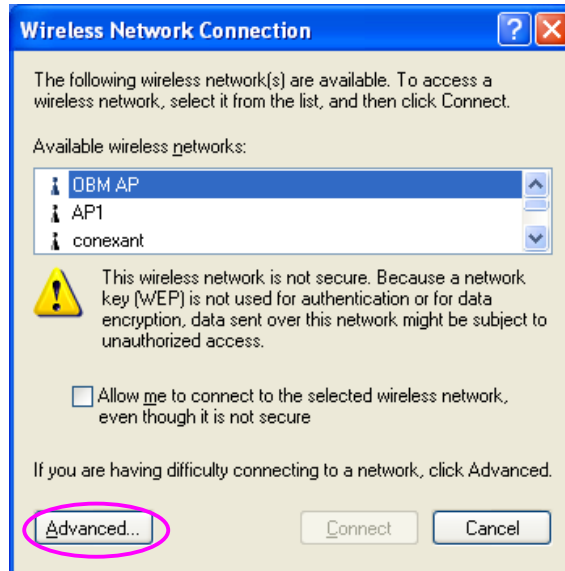 Wireless Network Connection
The following wireless network(s) are available. To access a
wireless network, select it from the list, and then click Connect.
Available wireless networks:
OBM AP
AP1
conexant
This wireless network is not secure. Because a network
key (WEP) is not used for authentication or for data
encryption, data sent over this network might be subject to
unauthorized access.
Allow me to connect to the selected wireless network,
even though it is not secure
If you are having difficulty connecting to a network, click Advanced.
Advanced... Connect Cancel